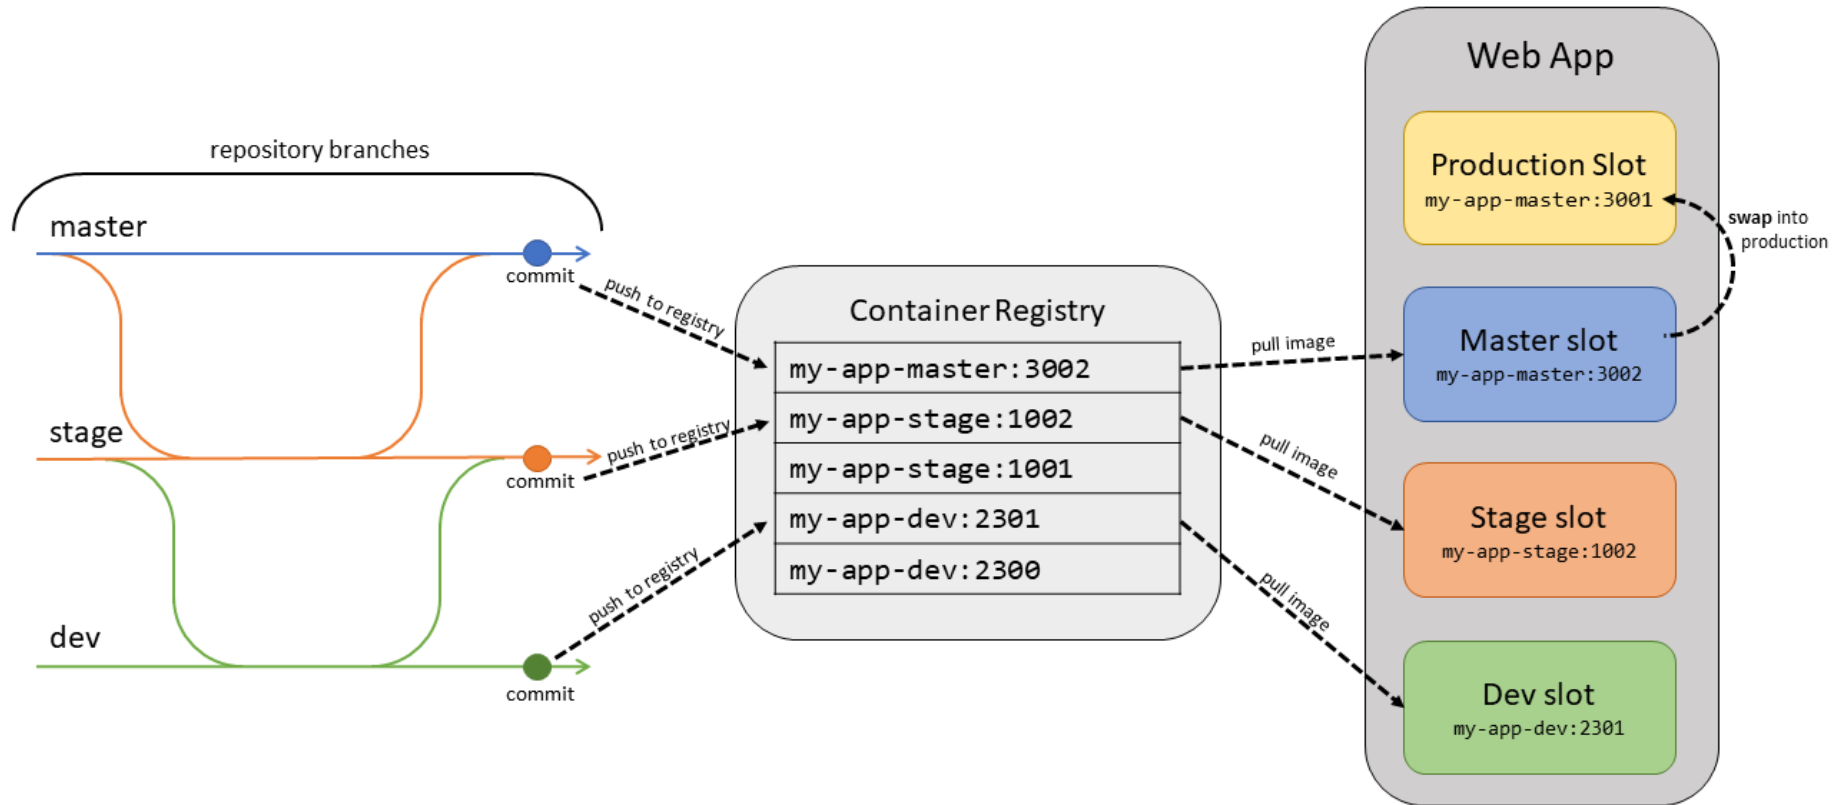 repository branches
master
commit
push to registry
stage
commit
push to registry
dev
commit
push to registry
Container Registry
my-app-master:3002
my-app-stage:1002
my-app-stage:1001
my-app-dev:2301
my-app-dev:2300
pull image
pull image
pull image
Web App
Production Slot
my-app-master:3001
swap into
production
Master slot
my-app-master:3002
Stage slot
my-app-stage:1002
Dev slot
my-app-dev:2301